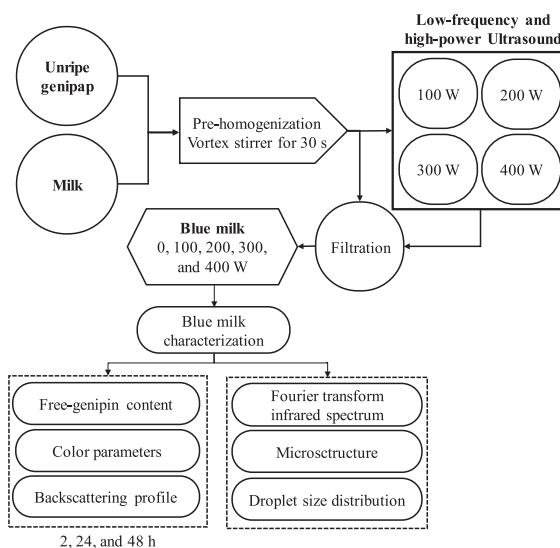 Low-frequency and
high-power Ultrasound
Unripe
genipap
Milk
Pre-homogenization
Vortex stirrer for 30 s
100 W
200 W
300 W
400 W
Blue milk
0, 100, 200, 300,
and 400 W
Filtration
Blue milk
characterization
Free-genipin content
Color parameters
Backscattering profile
2, 24, and 48 h
Fourier transform
infrared spectrum
Microsctructure
Droplet size distribution